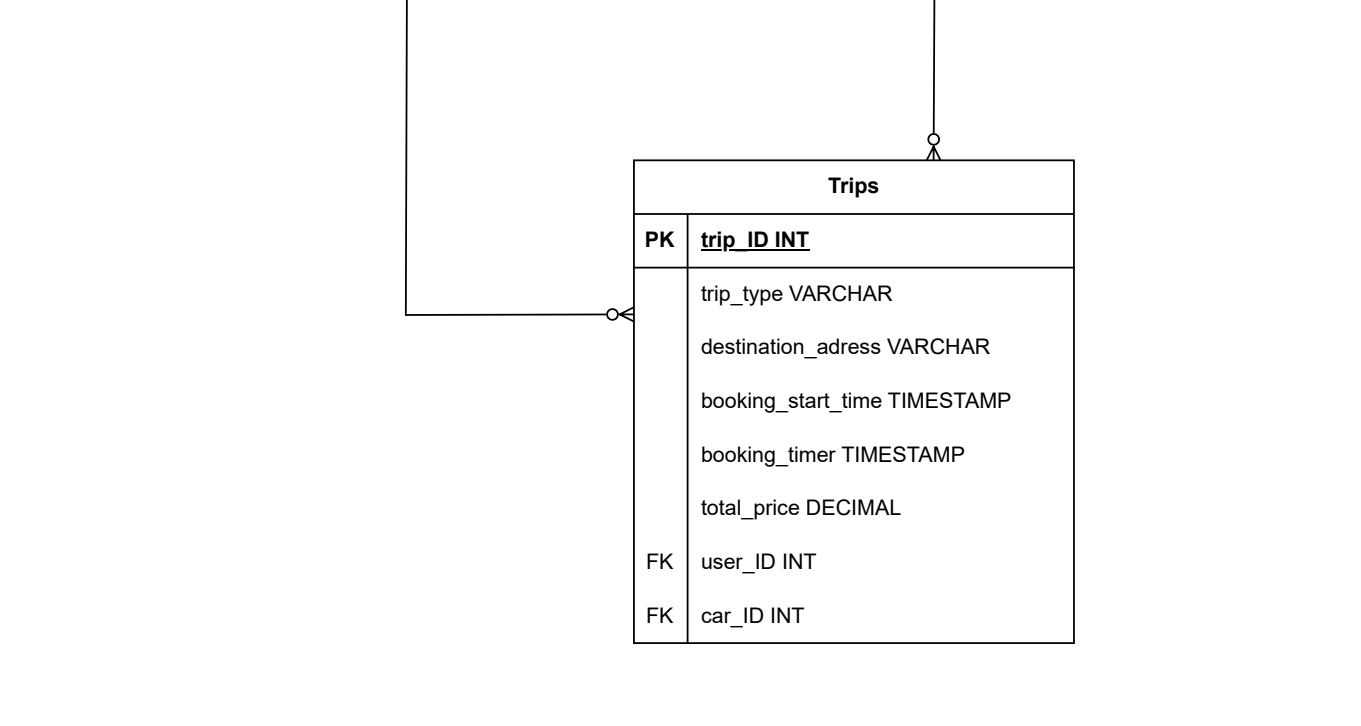 Trips
PK trip_ID INT
trip_type VARCHAR
destination_adress VARCHAR
booking_start_time TIMESTAMP
booking_timer TIMESTAMP
total_price DECIMAL
FK user_ID INT
FK car_ID INT